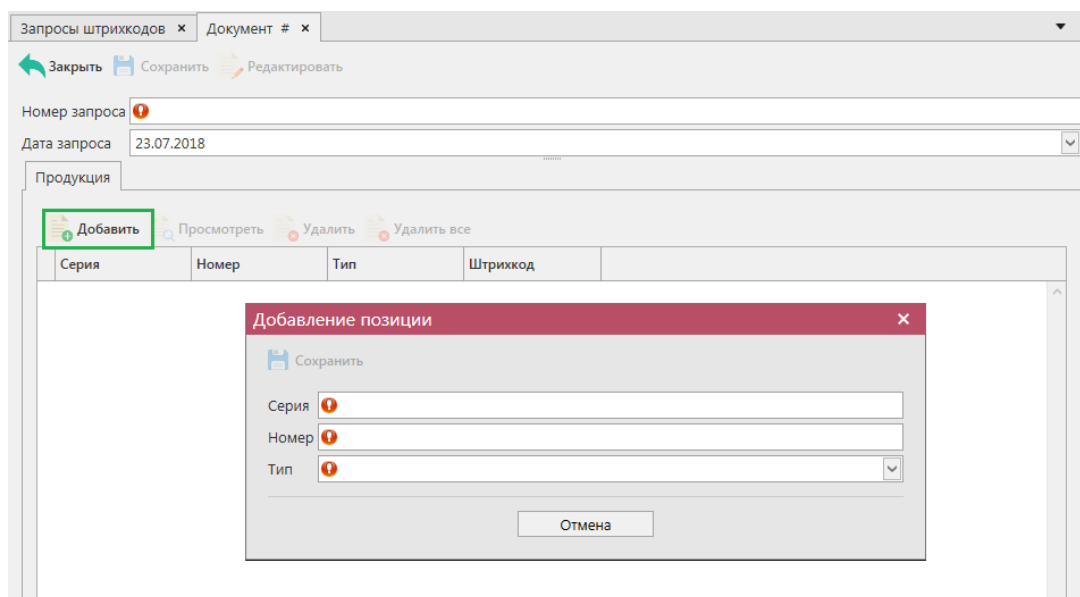 Запросы штрихкодов × Документ # ×
Закрыть Сохранить Редактировать
Номер запроса
Дата запроса 23.07.2018
Продукция
Добавить Просмотреть Удалить Удалить все
Серия Номер Тип Штрихкод
Добавление позиции ×
Сохранить
Серия
Номер
Тип
Отмена